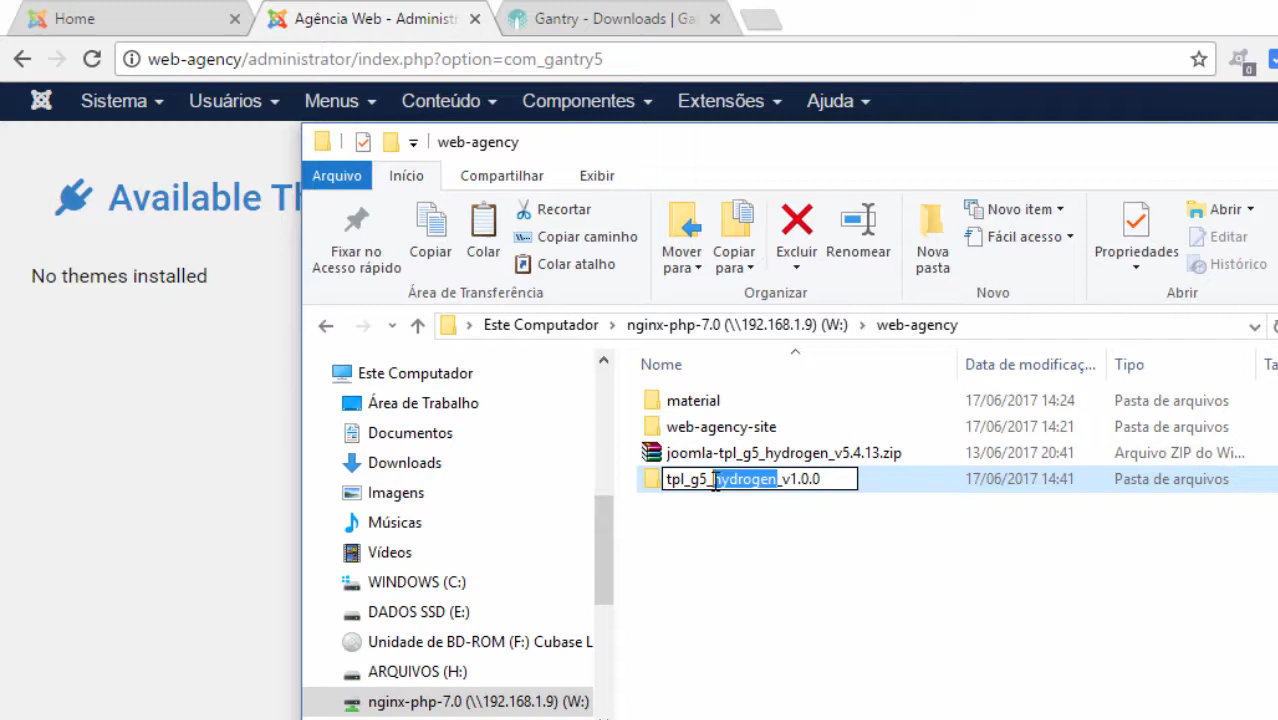 Home
Agência Web - Administ
Gantry - Downloads | Ga
web-agency/administrator/index.php?option=com_gantry5
0
Sistema Usuários Menus Conteúdo Componentes Extensões Ajuda
web-agency
Arquivo Início Compartilhar Exibir
Available Th
No themes installed
Fixar no
Acesso rápido
Copiar
Colar
Recortar
Copiar caminho
Colar atalho
Área de Transferência
Mover
para
Copiar
para
Excluir
Renomear
Organizar
Nova
pasta
Novo item
Fácil acesso
Novo
Propriedades
Abrir
Editar
Histórico
Abrir
Este Computador > nginx-php-7.0 (\\192.168.1.9) (W:) > web-agency
Nome Data de modificaç... Tipo Ta
material 17/06/2017 14:24 Pasta de arquivos
web-agency-site 17/06/2017 14:21 Pasta de arquivos
joomla-tpl_g5_hydrogen_v5.4.13.zip 13/06/2017 20:41 Arquivo ZIP do Wi...
tpl_g5_hydrogen_v1.0.0 17/06/2017 14:41 Pasta de arquivos
Este Computador
Área de Trabalho
Documentos
Downloads
Imagens
Músicas
Vídeos
WINDOWS (C:)
DADOS SSD (E:)
Unidade de BD-ROM (F:) Cubase L
ARQUIVOS (H:)
nginx-php-7.0 (\\192.168.1.9) (W:)